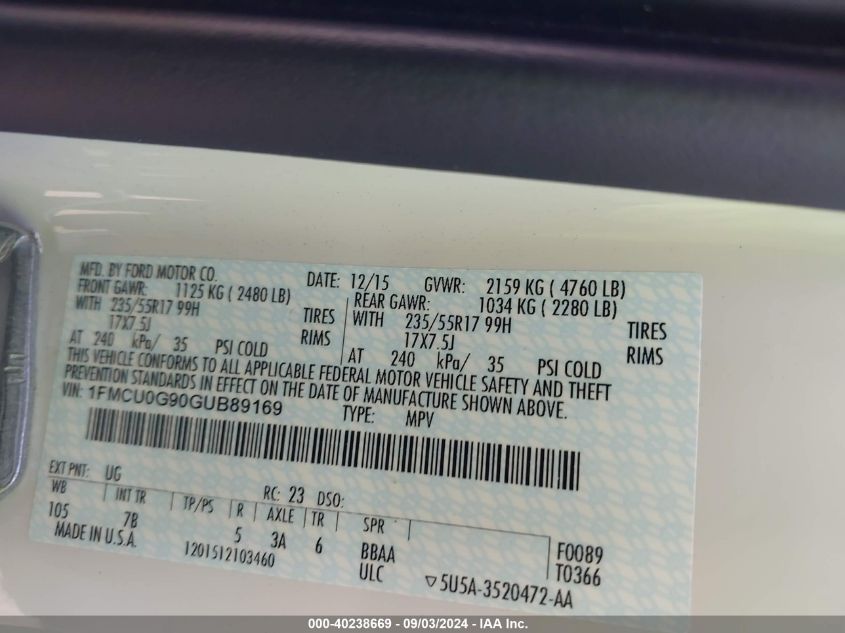 MFD. BY FORD MOTOR CO.
DATE: 12/15 GVWR: 2159 KG ( 4760 LB)
FRONT GAWR: 1125 KG ( 2480 LB) REAR GAWR: 1034 KG ( 2280 LB)
WITH 235/55R17 99H TIRES WITH 235/55R17 99H TIRES
17X7.5J RIMS 17X7.5J RIMS
AT 240 kPa/ 35 PSI COLD AT 240 kPa/ 35 PSI COLD
THIS VEHICLE CONFORMS TO ALL APPLICABLE FEDERAL MOTOR VEHICLE SAFETY AND THEFT
PREVENTION STANDARDS IN EFFECT ON THE DATE OF MANUFACTURE SHOWN ABOVE.
VIN: 1FMCU0G90GUB89169 TYPE: MPV
EXT PNT: UG RC: 23 DSO:
WB INT TR TP/PS R AXLE TR SPR
105 7B 5 3A 6 BBAA F0089
MADE IN U.S.A. 1201512103460 ULC T0366
▽5U5A-3520472-AA
000-40238669 - 09/03/2024 - IAA Inc.